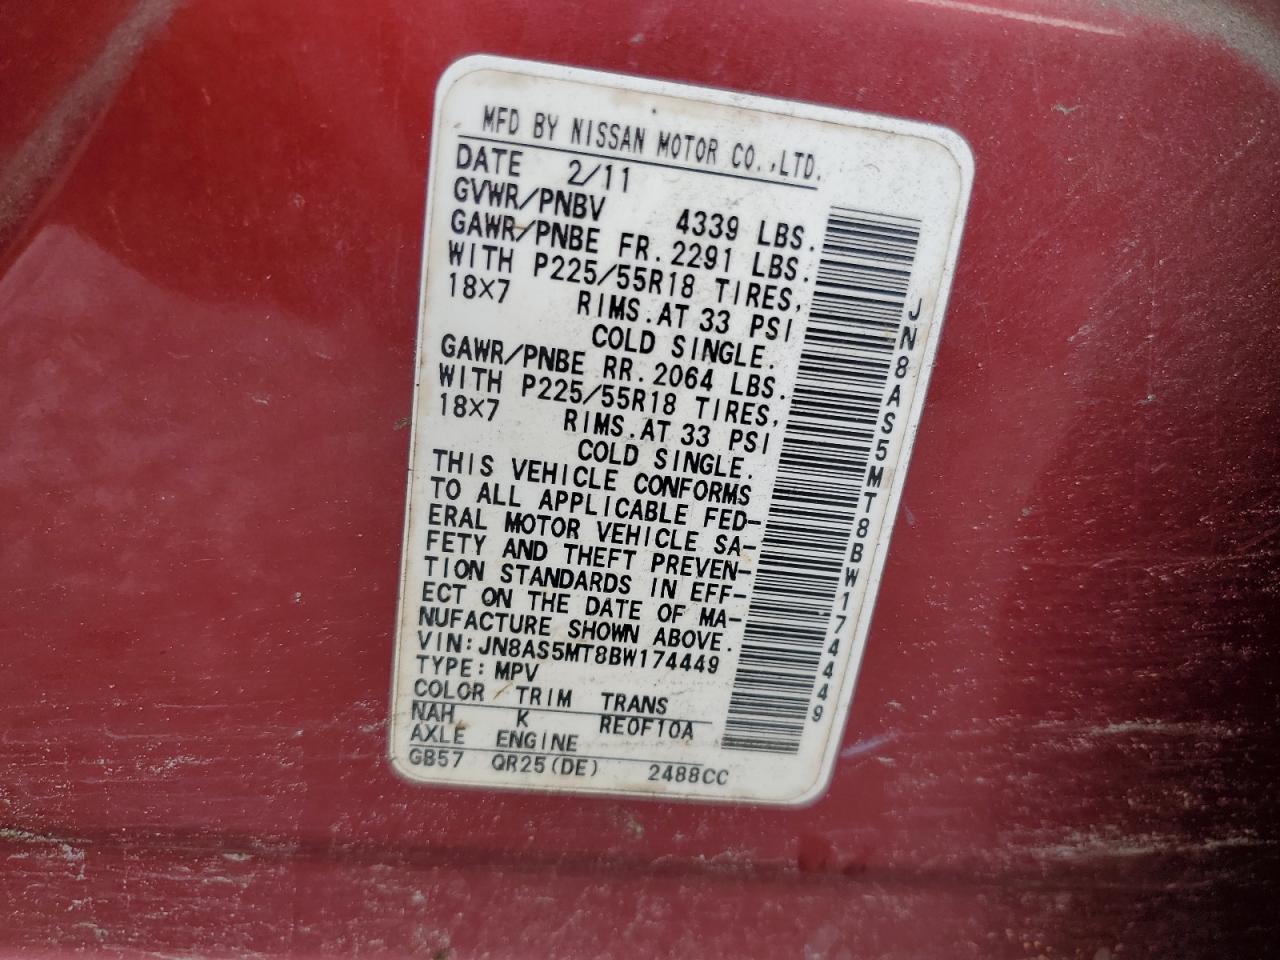 MFD BY NISSAN MOTOR CO.,LTD.
DATE 2/11
GVWR/PNBV 4339 LBS.
GAWR/PNBE FR. 2291 LBS.
WITH P225/55R18 TIRES,
18X7 RIMS. AT 33 PSI
COLD SINGLE.
GAWR/PNBE RR. 2064 LBS.
WITH P225/55R18 TIRES,
18X7 RIMS. AT 33 PSI
COLD SINGLE.
THIS VEHICLE CONFORMS
TO ALL APPLICABLE FED-
ERAL MOTOR VEHICLE SA-
FETY AND THEFT PREVEN-
TION STANDARDS IN EFF-
ECT ON THE DATE OF MA-
NUFACTURE SHOWN ABOVE.
VIN: JN8AS5MT8BW174449
TYPE: MPV
COLOR TRIM TRANS
NAH K RE0F10A
AXLE ENGINE
GB57 QR25(DE) 2488CC
JN8AS5MT8BW174449